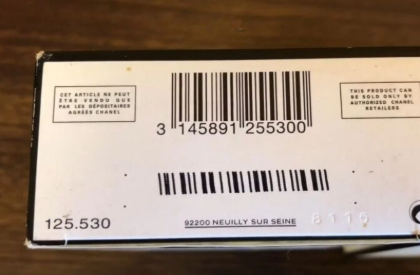 CET ARTICLE NE PEUT
ÊTRE VENDU QUE
PAR LES DÉPOSITAIRES
AGRÉÉS CHANEL
THIS PRODUCT CAN
BE SOLD ONLY BY
AUTHORIZED CHANEL
RETAILERS
3 145891 255300
125.530
92200 NEUILLY SUR SEINE
8116